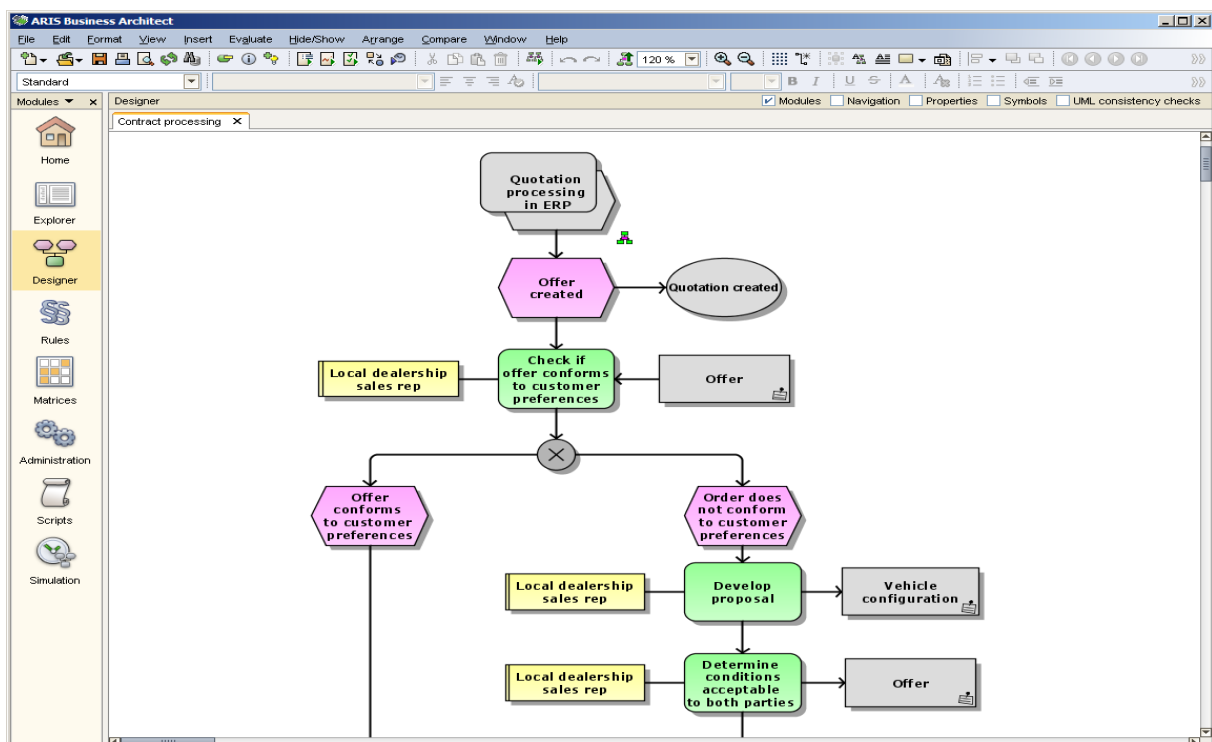 ARIS Business Architect
File Edit Format View Insert Evaluate Hide/Show Arrange Compare Window Help
120 %
B I U S A
Standard
Modules
Designer
Modules Navigation Properties Symbols UML consistency checks
Contract processing
Home
Explorer
Designer
Rules
Matrices
Administration
Scripts
Simulation
Quotation
processing
in ERP
Offer
created
Quotation created
Local dealership
sales rep
Check if
offer conforms
to customer
preferences
Offer
Offer
conforms
to customer
preferences
Order does
not conform
to customer
preferences
Local dealership
sales rep
Develop
proposal
Vehicle
configuration
Local dealership
sales rep
Determine
conditions
acceptable
to both parties
Offer